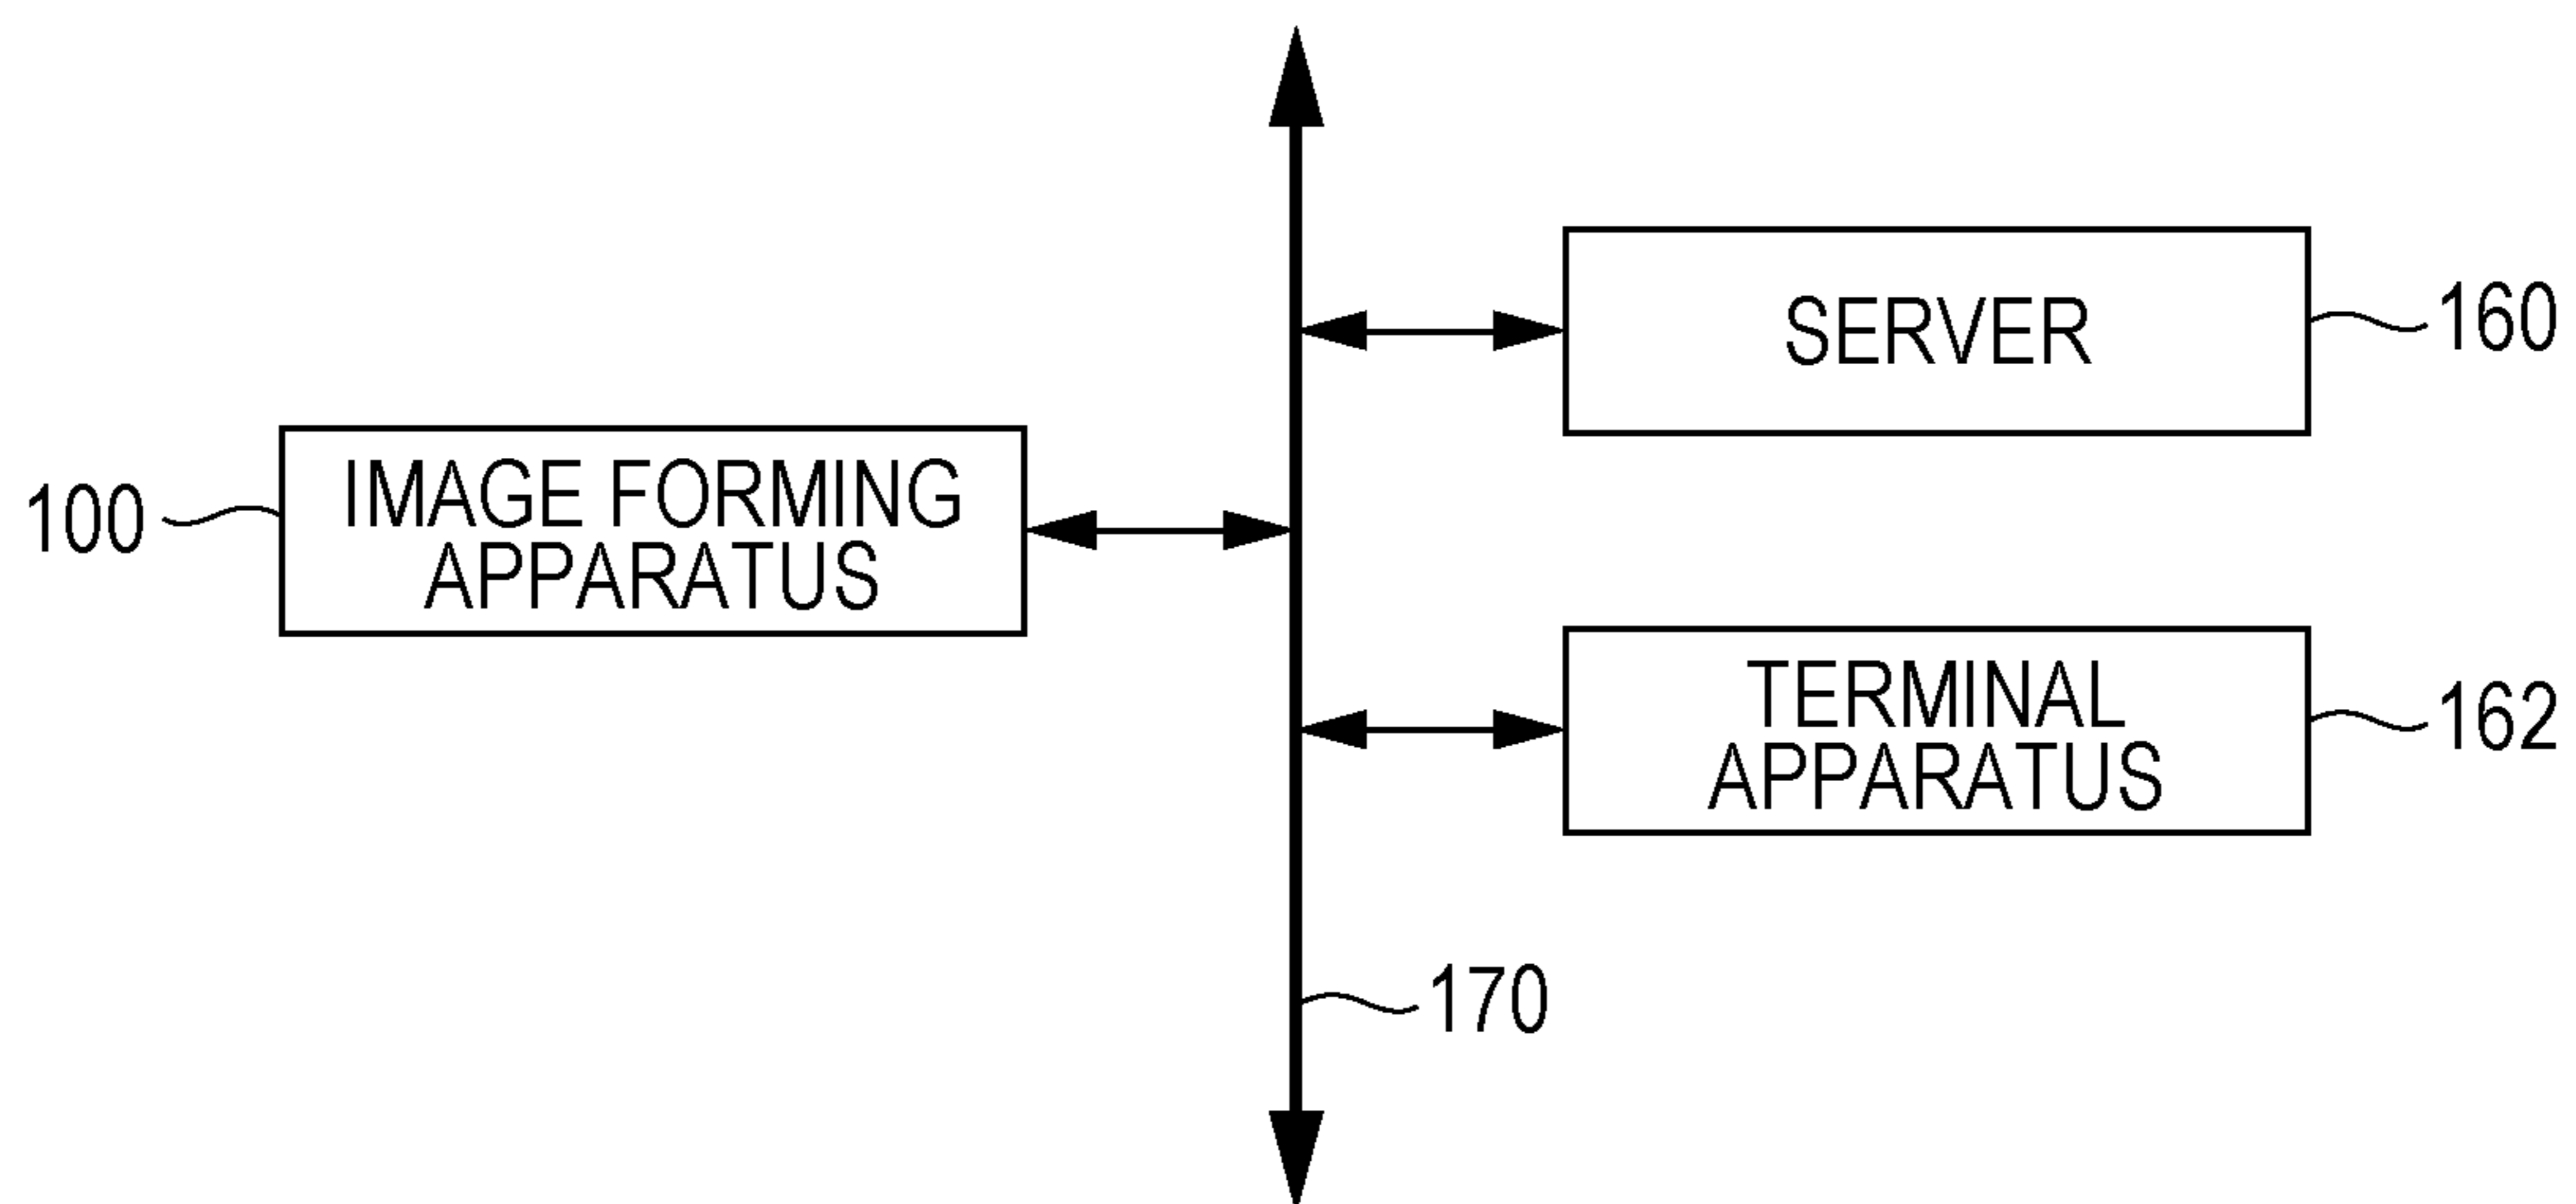 SERVER
160
100
IMAGE FORMING
APPARATUS
TERMINAL
APPARATUS
162
170